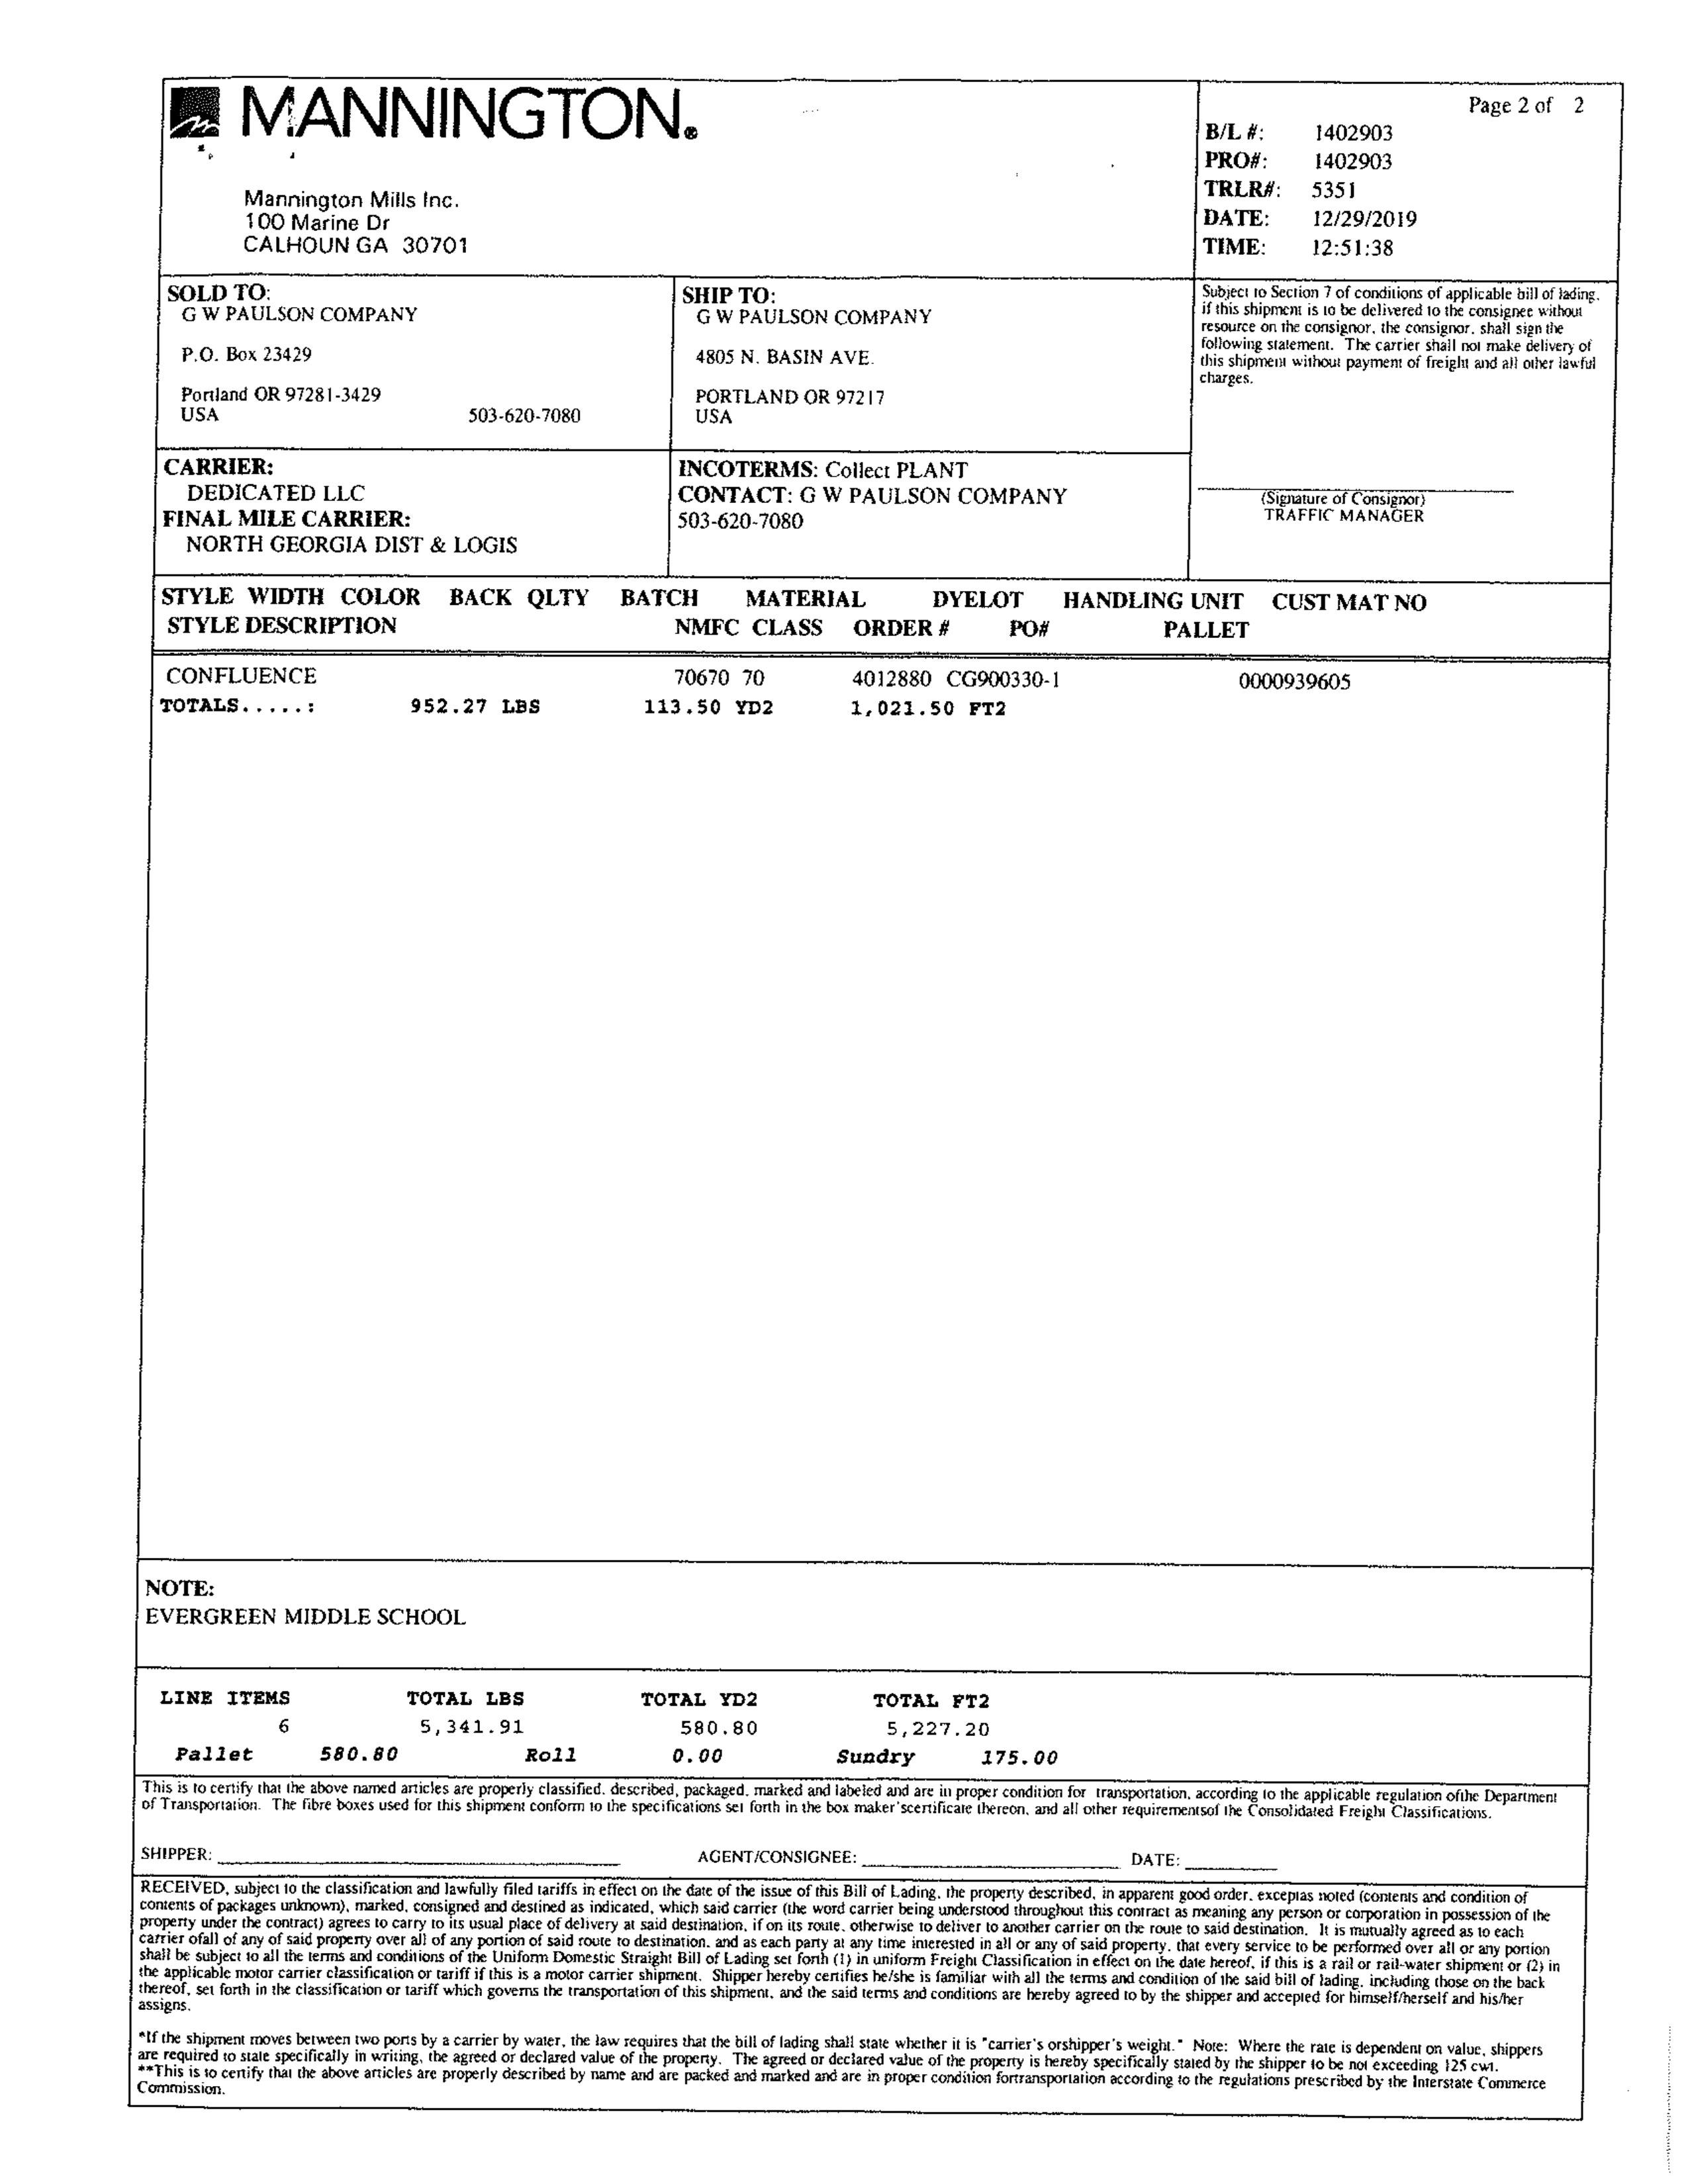 MANNINGTON.®
Mannington Mills Inc.
100 Marine Dr
CALHOUN GA 30701
Page 2 of 2
B/L #: 1402903
PRO#: 1402903
TRLR#: 5351
DATE: 12/29/2019
TIME: 12:51:38
SOLD TO:
G W PAULSON COMPANY
P.O. Box 23429
Portland OR 97281-3429
USA 503-620-7080
SHIP TO:
G W PAULSON COMPANY
4805 N. BASIN AVE.
PORTLAND OR 97217
USA
Subject to Section 7 of conditions of applicable bill of lading.
if this shipment is to be delivered to the consignee without
resource on the consignor, the consignor. shall sign the
following statement. The carrier shall not make delivery of
this shipment without payment of freight and all other lawful
charges.
(Signature of Consignor)
TRAFFIC MANAGER
CARRIER:
DEDICATED LLC
FINAL MILE CARRIER:
NORTH GEORGIA DIST & LOGIS
INCOTERMS: Collect PLANT
CONTACT: G W PAULSON COMPANY
503-620-7080
STYLE WIDTH COLOR BACK QLTY BATCH MATERIAL DYELOT HANDLING UNIT CUST MAT NO
STYLE DESCRIPTION NMFC CLASS ORDER # PO# PALLET
CONFLUENCE 70670 70 4012880 CG900330-1 0000939605
TOTALS.....: 952.27 LBS 113.50 YD2 1,021.50 FT2
NOTE:
EVERGREEN MIDDLE SCHOOL
LINE ITEMS TOTAL LBS TOTAL YD2 TOTAL FT2
6 5,341.91 580.80 5,227.20
Pallet 580.80 Roll 0.00 Sundry 175.00
This is to certify that the above named articles are properly classified. described, packaged. marked and labeled and are in proper condition for transportation, according to the applicable regulation ofthe Department
of Transportation. The fibre boxes used for this shipment conform to the specifications set forth in the box maker'scertificate thereon, and all other requirementsof the Consolidated Freight Classifications.
SHIPPER: AGENT/CONSIGNEE: DATE:
RECEIVED, subject to the classification and lawfully filed tariffs in effect on the date of the issue of this Bill of Lading, the property described, in apparent good order, exceptas noted (contents and condition of
contents of packages unknown), marked, consigned and destined as indicated, which said carrier (the word carrier being understood throughout this contract as meaning any person or corporation in possession of the
property under the contract) agrees to carry to its usual place of delivery at said destination, if on its route, otherwise to deliver to another carrier on the route to said destination. It is mutually agreed as to each
carrier ofall of any of said property over all of any portion of said route to destination. and as each party at any time interested in all or any of said property. that every service to be performed over all or any portion
shall be subject to all the terms and conditions of the Uniform Domestic Straight Bill of Lading set forth (1) in uniform Freight Classification in effect on the date hereof, if this is a rail or rail-water shipment or (2) in
the applicable motor carrier classification or tariff if this is a motor carrier shipment. Shipper hereby certifies he/she is familiar with all the terms and condition of the said bill of lading, including those on the back
thereof, set forth in the classification or tariff which governs the transportation of this shipment, and the said terms and conditions are hereby agreed to by the shipper and accepted for himself/herself and his/her
assigns.
*If the shipment moves between two ports by a carrier by water, the law requires that the bill of lading shall state whether it is "carrier's orshipper's weight." Note: Where the rate is dependent on value, shippers
are required to state specifically in writing, the agreed or declared value of the property. The agreed or declared value of the property is hereby specifically stated by the shipper to be not exceeding 125 cwt.
**This is to certify that the above articles are properly described by name and are packed and marked and are in proper condition fortransportation according to the regulations prescribed by the Interstate Commerce
Commission.